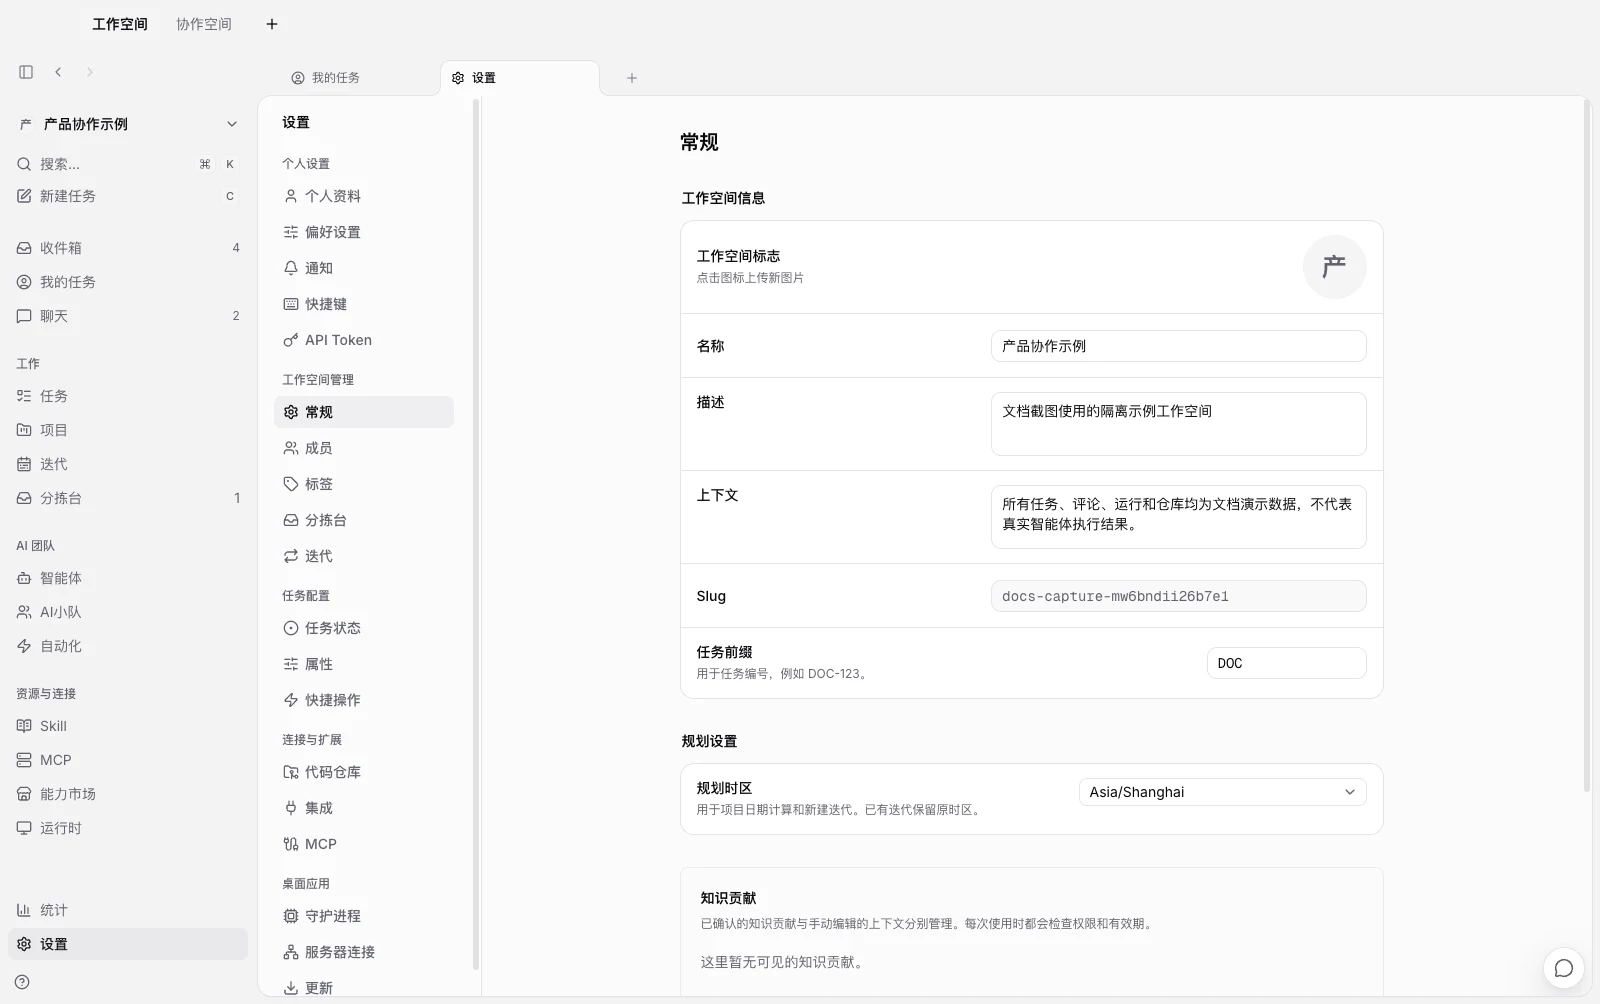 工作空间
协作空间
我的任务
设置
产 产品协作示例
搜索... ⌘ K
新建任务 C
收件箱 4
我的任务
聊天 2
工作
任务
项目
迭代
分拣台 1
AI 团队
智能体
AI小队
自动化
资源与连接
Skill
MCP
能力市场
运行时
统计
设置
设置
个人设置
个人资料
偏好设置
通知
快捷键
API Token
工作空间管理
常规
成员
标签
分拣台
迭代
任务配置
任务状态
属性
快捷操作
连接与扩展
代码仓库
集成
MCP
桌面应用
守护进程
服务器连接
更新
常规
工作空间信息
工作空间标志
点击图标上传新图片
产
名称
产品协作示例
描述
文档截图使用的隔离示例工作空间
上下文
所有任务、评论、运行和仓库均为文档演示数据，不代表
真实智能体执行结果。
Slug
docs-capture-mw6bndii26b7e1
任务前缀
用于任务编号，例如 DOC-123。
DOC
规划设置
规划时区
用于项目日期计算和新建迭代。已有迭代保留原时区。
Asia/Shanghai
知识贡献
已确认的知识贡献与手动编辑的上下文分别管理。每次使用时都会检查权限和有效期。
这里暂无可见的知识贡献。